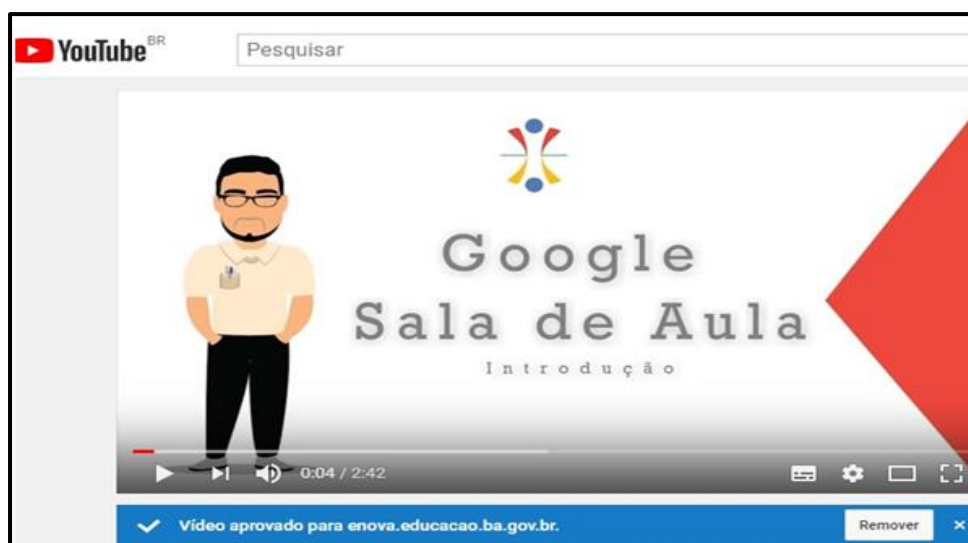 YouTube BR
Pesquisar
Google
Sala de Aula
Introdução
0:04 / 2:42
Vídeo aprovado para enova.educacao.ba.gov.br.
Remover